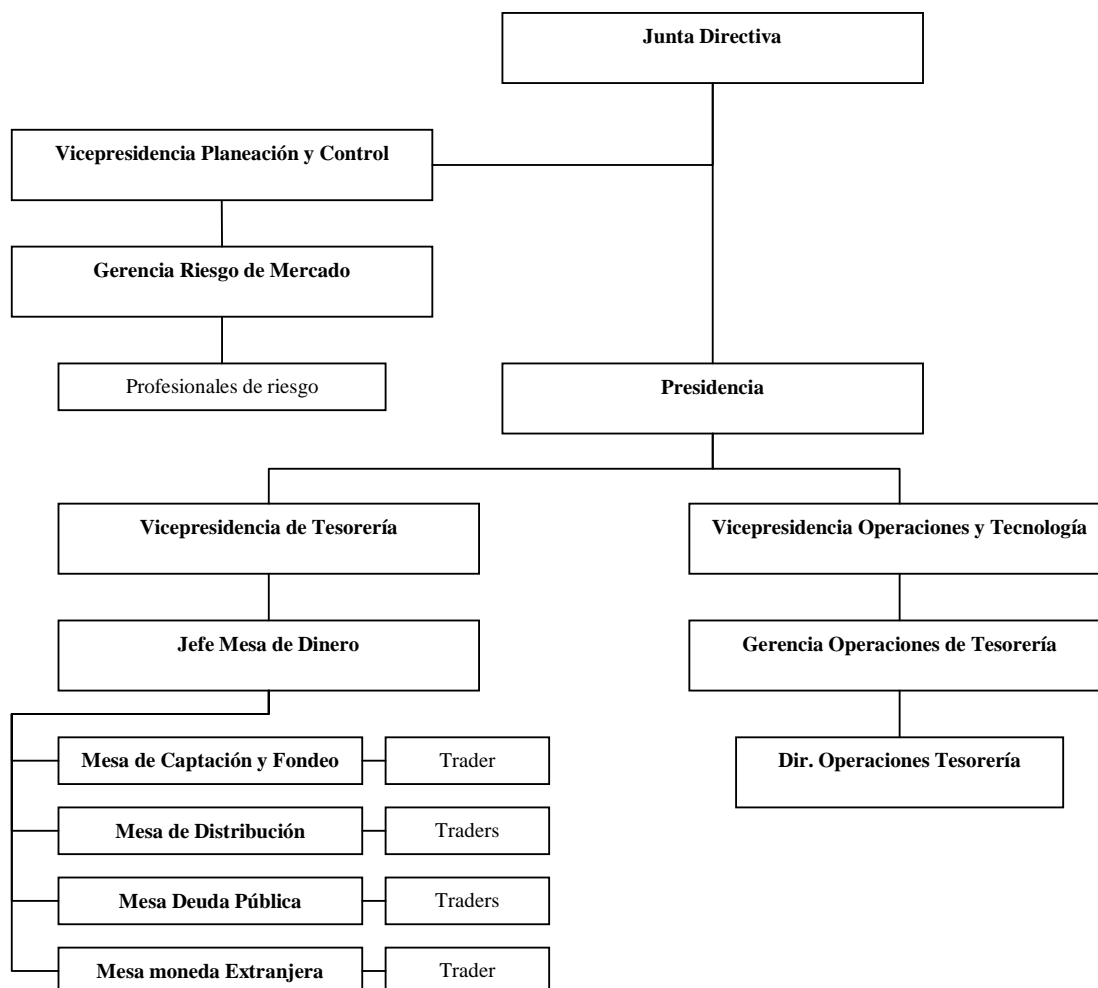 Junta Directiva
Vicepresidencia Planeación y Control
Gerencia Riesgo de Mercado
Profesionales de riesgo
Presidencia
Vicepresidencia de Tesorería
Vicepresidencia Operaciones y Tecnología
Jefe Mesa de Dinero
Gerencia Operaciones de Tesorería
Mesa de Captación y Fondeo
Trader
Dir. Operaciones Tesorería
Mesa de Distribución
Traders
Mesa Deuda Pública
Traders
Mesa moneda Extranjera
Trader